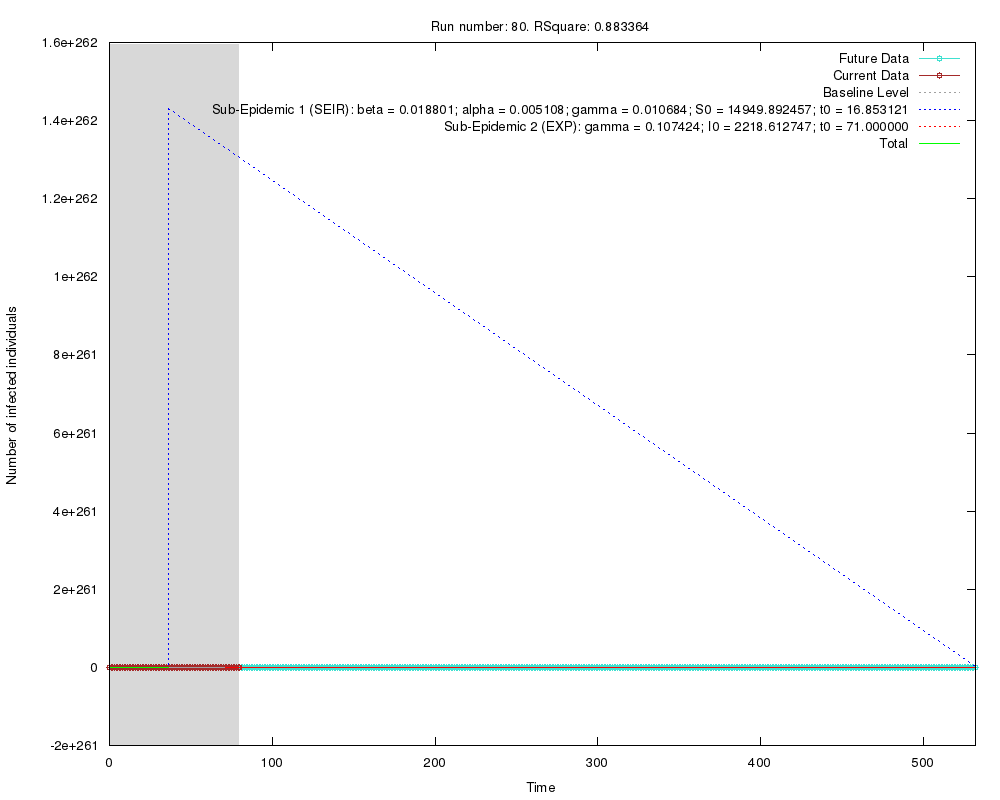 Run number: 80. RSquare: 0.883364
1.6e+262
1.4e+262
1.2e+262
1e+262
8e+261
6e+261
4e+261
2e+261
0
-2e+261
Number of infected individuals
Future Data
Current Data
Baseline Level
Sub-Epidemic 1 (SEIR): beta = 0.018801; alpha = 0.005108; gamma = 0.010684; S0 = 14949.892457; t0 = 16.853121
Sub-Epidemic 2 (EXP): gamma = 0.107424; I0 = 2218.612747; t0 = 71.000000
Total
0 100 200 300 400 500
Time